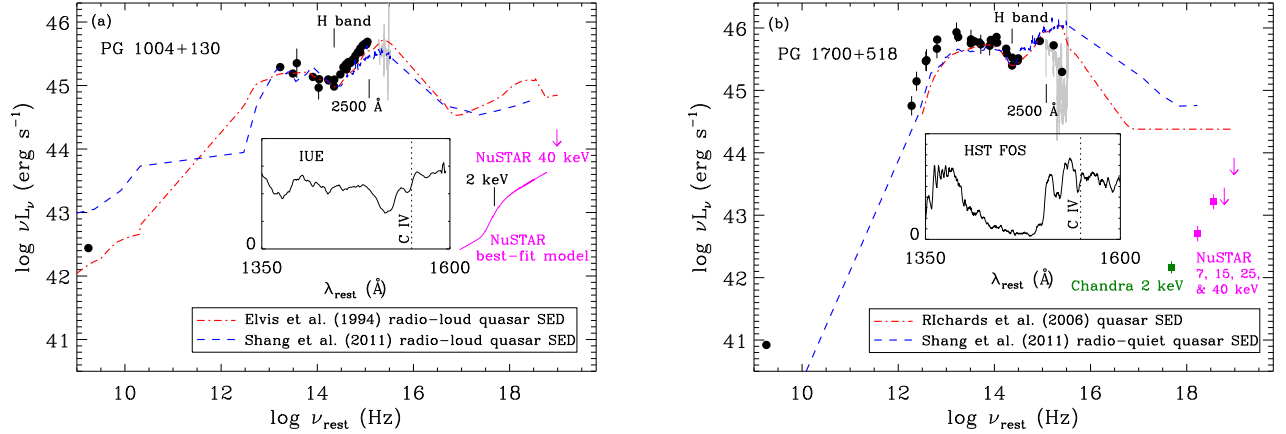 (a)
PG 1004+130
H band
2500 Å
IUE
2 keV
C IV
0
1350
1600
λrest (Å)
NuSTAR 40 keV
NuSTAR
best-fit model
Elvis et al. (1994) radio-loud quasar SED
Shang et al. (2011) radio-loud quasar SED
log νLν (erg s⁻¹)
46
45
44
43
42
41
10
12
14
16
18
log νrest (Hz)
(b)
PG 1700+518
H band
2500 Å
HST FOS
C IV
0
1350
1600
λrest (Å)
Chandra 2 keV
NuSTAR
7, 15, 25,
& 40 keV
RIchards et al. (2006) quasar SED
Shang et al. (2011) radio-quiet quasar SED
log νLν (erg s⁻¹)
46
45
44
43
42
41
10
12
14
16
18
log νrest (Hz)